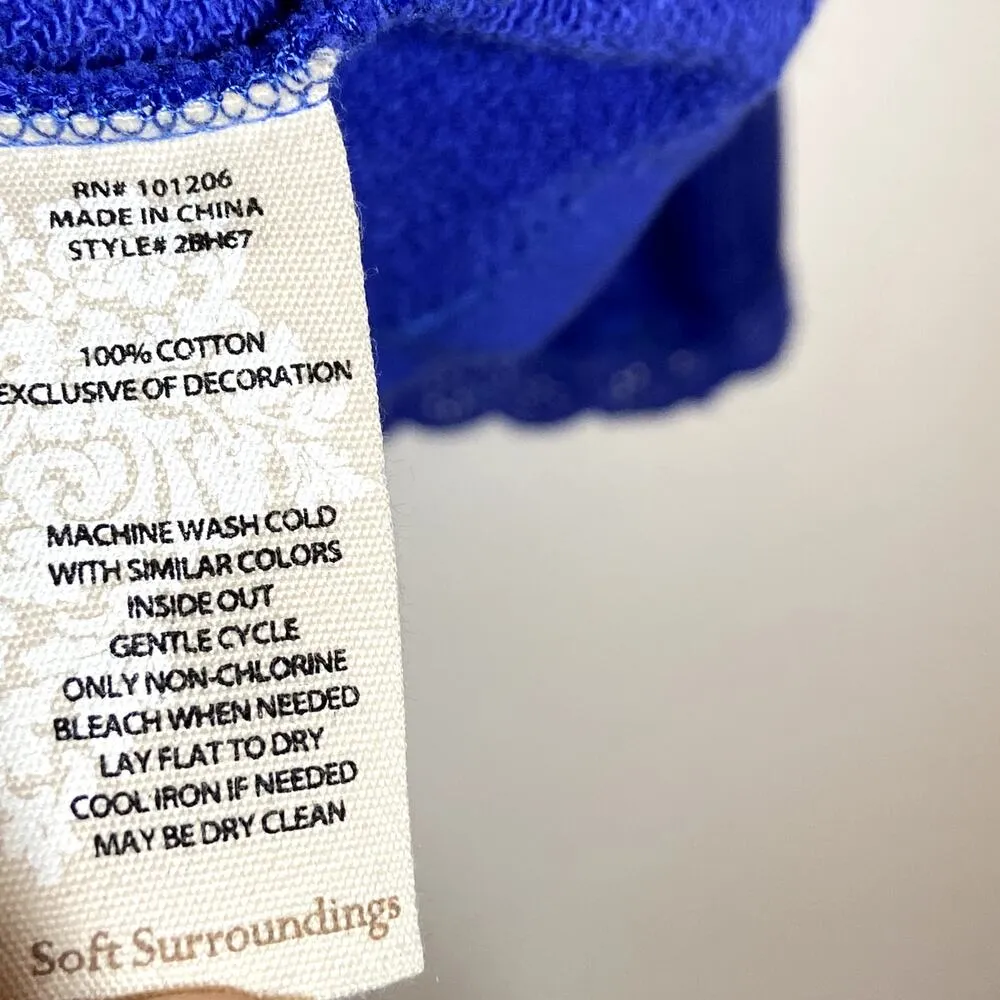 RN# 101206
MADE IN CHINA
STYLE# 2BH67
100% COTTON
EXCLUSIVE OF DECORATION
MACHINE WASH COLD
WITH SIMILAR COLORS
INSIDE OUT
GENTLE CYCLE
ONLY NON-CHLORINE
BLEACH WHEN NEEDED
LAY FLAT TO DRY
COOL IRON IF NEEDED
MAY BE DRY CLEAN
Soft Surroundings